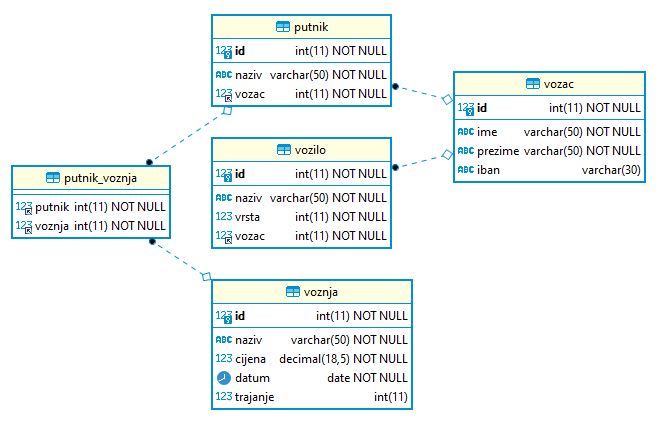 putnik
123 id int(11) NOT NULL
ABC naziv varchar(50) NOT NULL
123 vozac int(11) NOT NULL
vozac
123 id int(11) NOT NULL
ABC ime varchar(50) NOT NULL
ABC prezime varchar(50) NOT NULL
ABC iban varchar(30)
vozilo
123 id int(11) NOT NULL
ABC naziv varchar(50) NOT NULL
123 vrsta int(11) NOT NULL
123 vozac int(11) NOT NULL
putnik_voznja
123 putnik int(11) NOT NULL
123 voznja int(11) NOT NULL
voznja
123 id int(11) NOT NULL
ABC naziv varchar(50) NOT NULL
123 cijena decimal(18,5) NOT NULL
datum date NOT NULL
123 trajanje int(11)